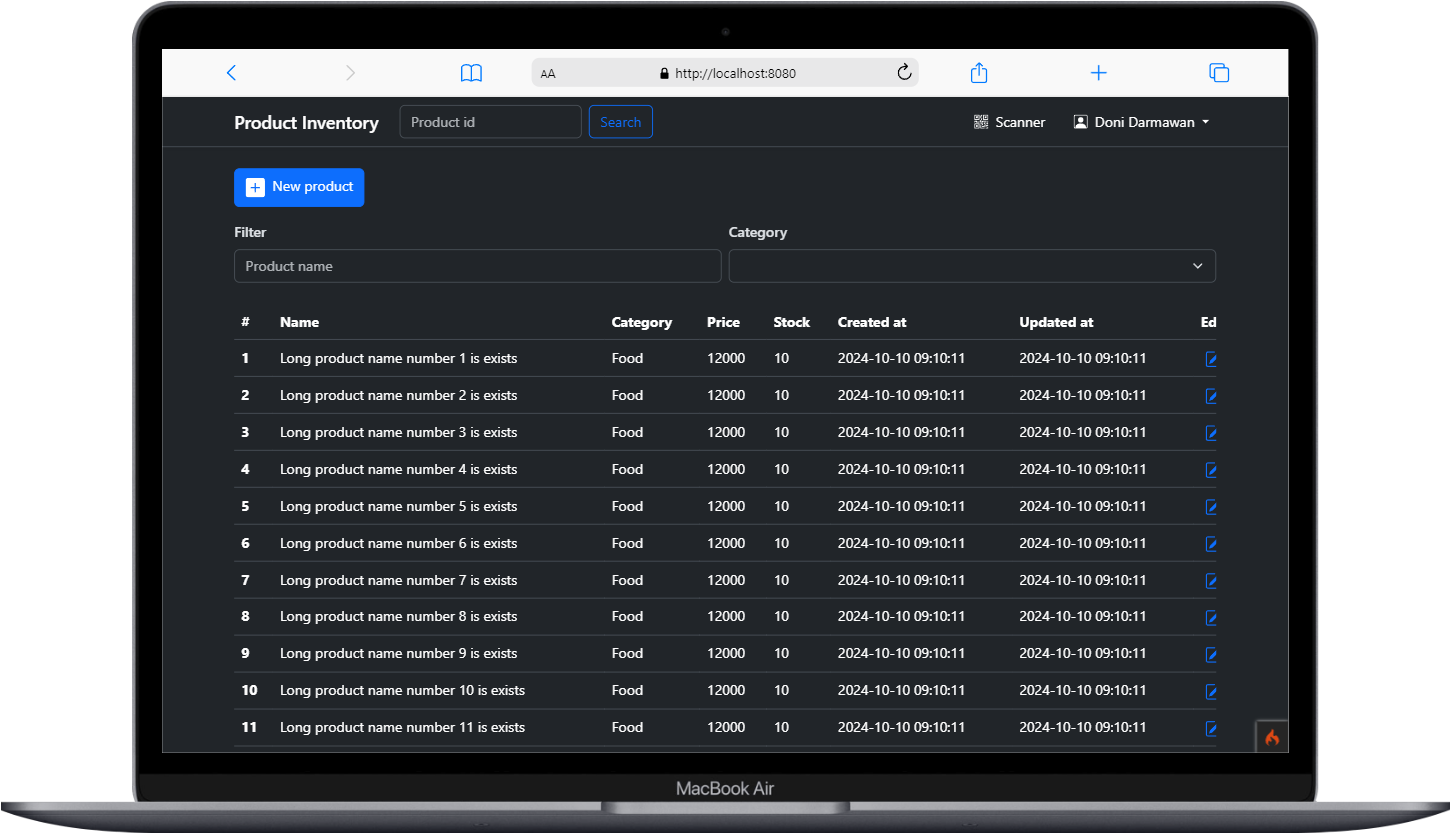 AA http://localhost:8080
Product Inventory Product id Search Scanner Doni Darmawan
New product
Filter Category
Product name
# Name Category Price Stock Created at Updated at Ed
1 Long product name number 1 is exists Food 12000 10 2024-10-10 09:10:11 2024-10-10 09:10:11
2 Long product name number 2 is exists Food 12000 10 2024-10-10 09:10:11 2024-10-10 09:10:11
3 Long product name number 3 is exists Food 12000 10 2024-10-10 09:10:11 2024-10-10 09:10:11
4 Long product name number 4 is exists Food 12000 10 2024-10-10 09:10:11 2024-10-10 09:10:11
5 Long product name number 5 is exists Food 12000 10 2024-10-10 09:10:11 2024-10-10 09:10:11
6 Long product name number 6 is exists Food 12000 10 2024-10-10 09:10:11 2024-10-10 09:10:11
7 Long product name number 7 is exists Food 12000 10 2024-10-10 09:10:11 2024-10-10 09:10:11
8 Long product name number 8 is exists Food 12000 10 2024-10-10 09:10:11 2024-10-10 09:10:11
9 Long product name number 9 is exists Food 12000 10 2024-10-10 09:10:11 2024-10-10 09:10:11
10 Long product name number 10 is exists Food 12000 10 2024-10-10 09:10:11 2024-10-10 09:10:11
11 Long product name number 11 is exists Food 12000 10 2024-10-10 09:10:11 2024-10-10 09:10:11
MacBook Air